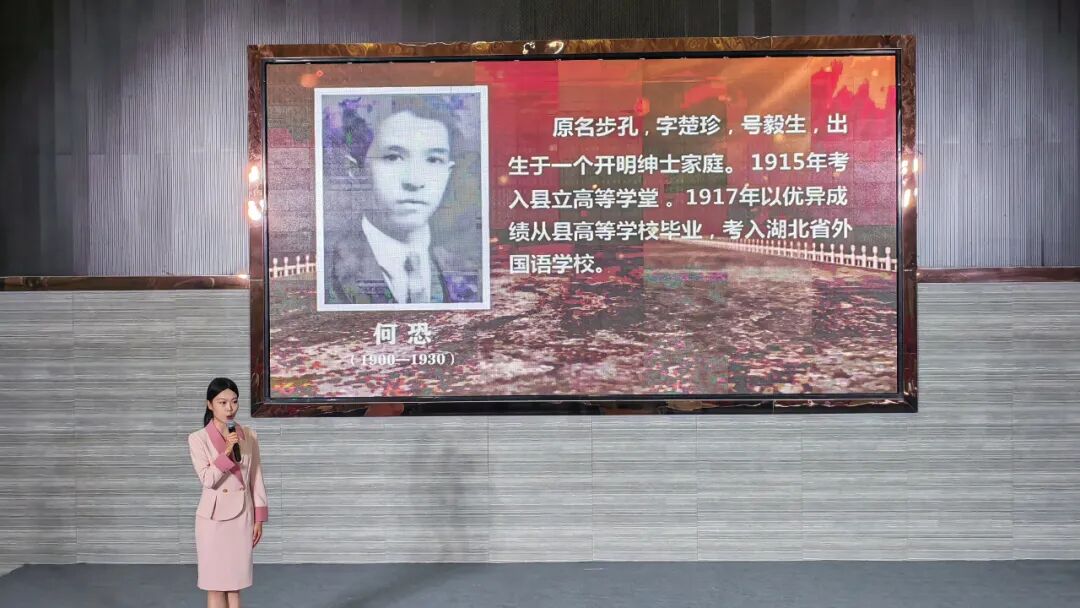 原名步孔，字楚珍，号毅生，出
生于一个开明绅士家庭。1915年考
入县立高等学堂。1917年以优异成
绩从县高等学校毕业，考入湖北省外
国语学校。
何 恐
（1900—1930）